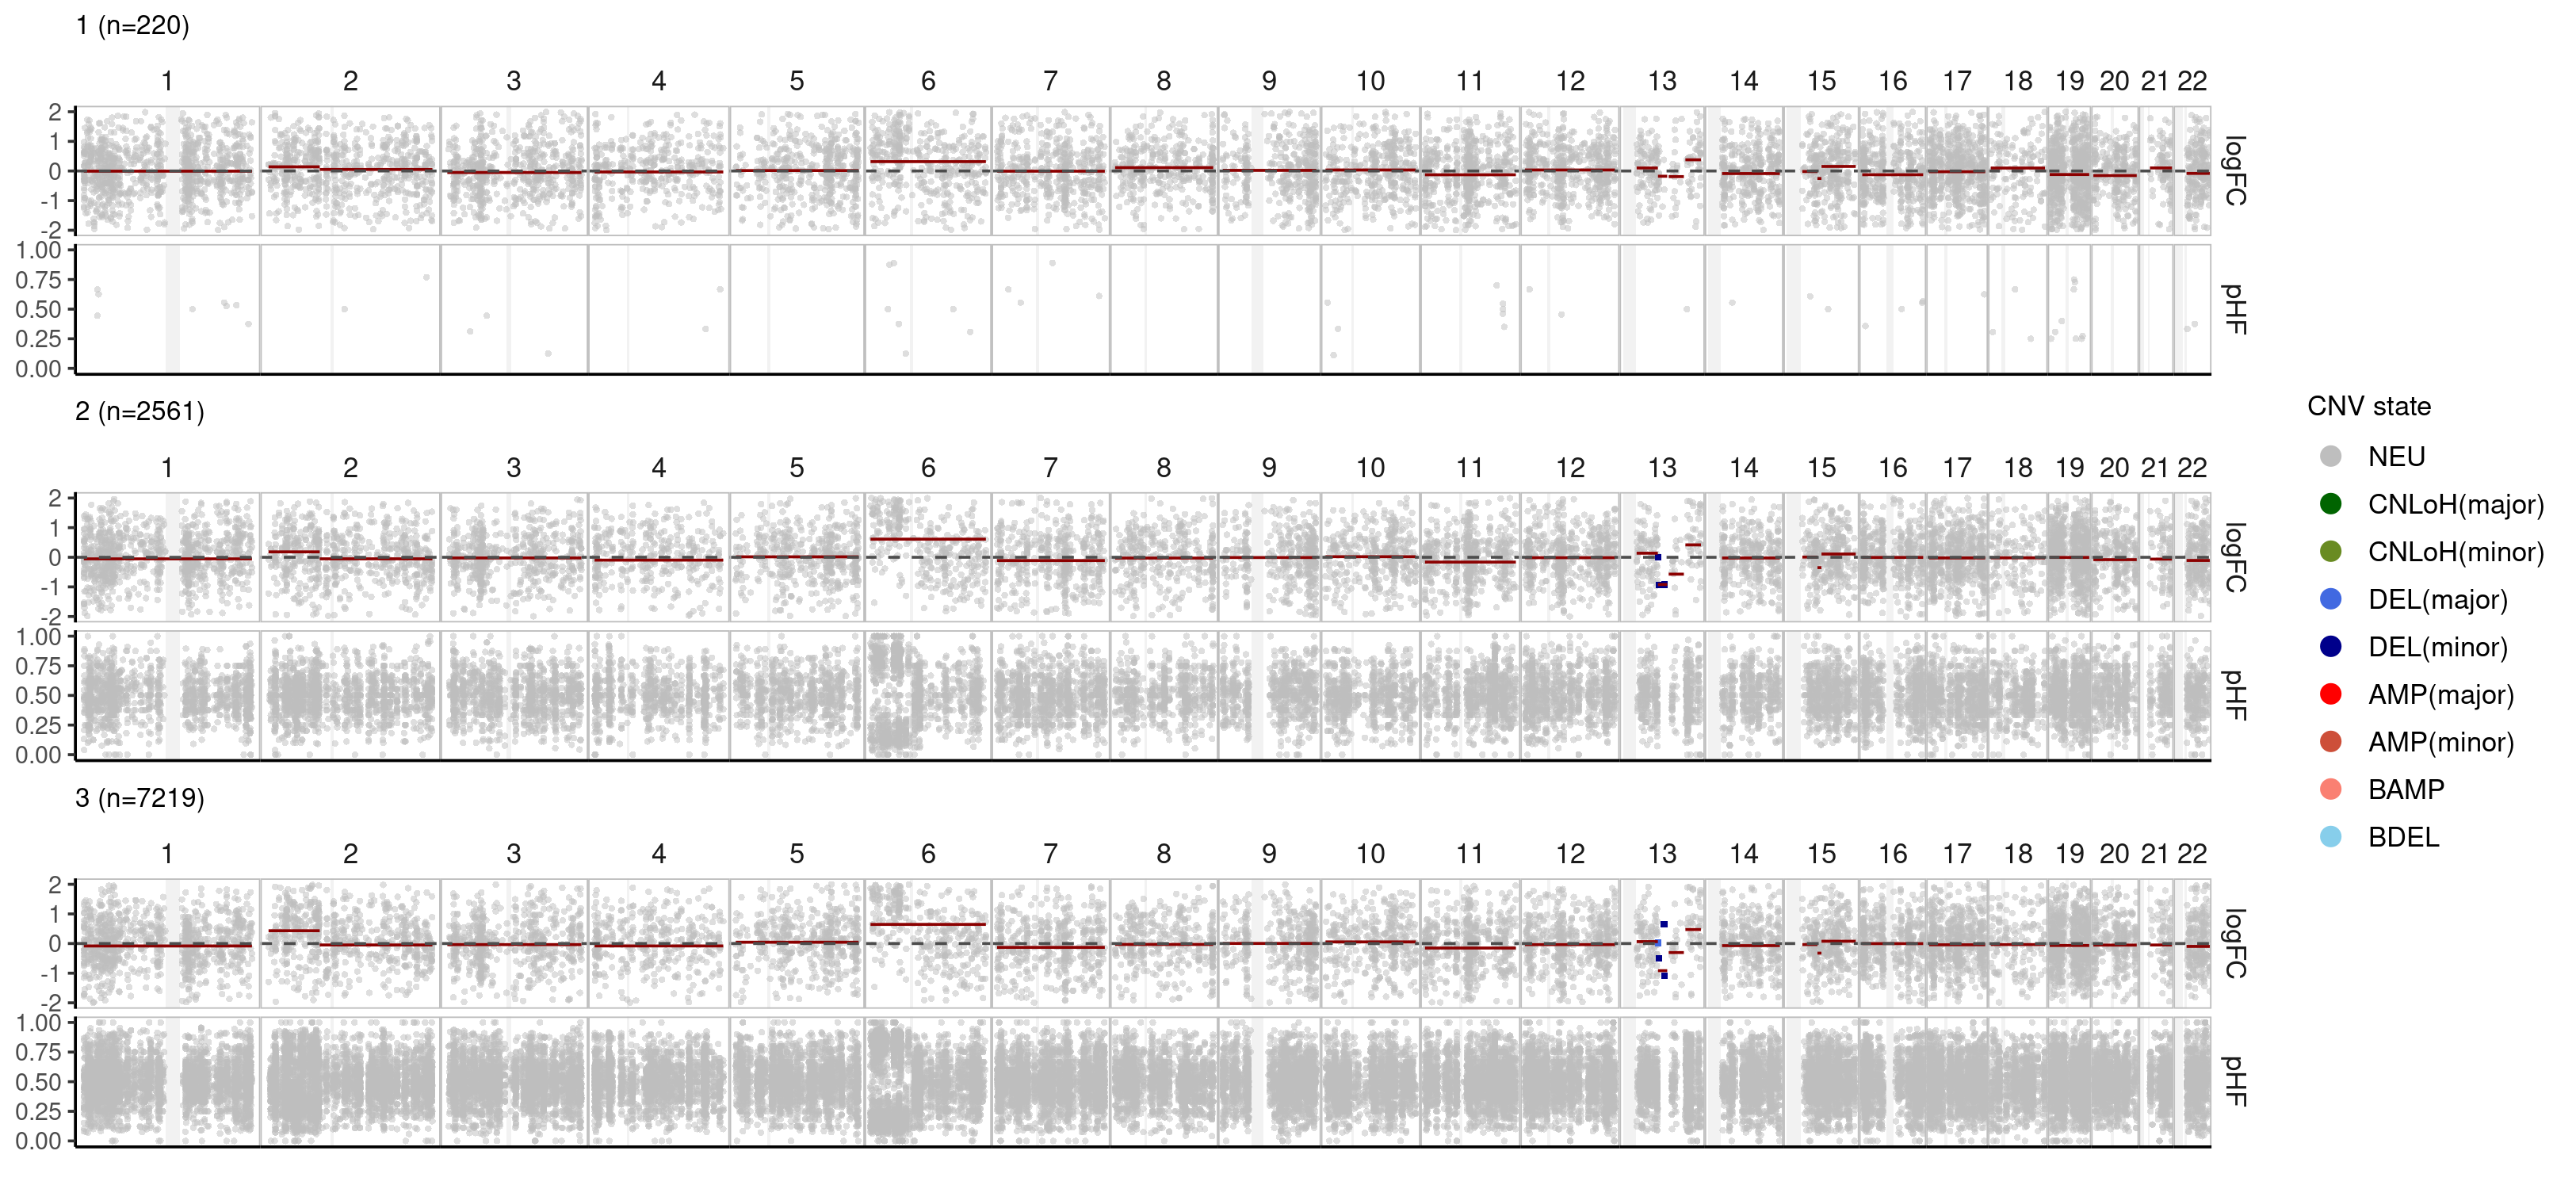 1 (n=220)
1 2 3 4 5 6 7 8 9 10 11 12 13 14 15 16 17 18 19 20 21 22
2
1
0
-1
-2
logFC
1.00
0.75
0.50
0.25
0.00
pHF
2 (n=2561)
1 2 3 4 5 6 7 8 9 10 11 12 13 14 15 16 17 18 19 20 21 22
2
1
0
-1
-2
logFC
1.00
0.75
0.50
0.25
0.00
pHF
3 (n=7219)
1 2 3 4 5 6 7 8 9 10 11 12 13 14 15 16 17 18 19 20 21 22
2
1
0
-1
-2
logFC
1.00
0.75
0.50
0.25
0.00
pHF
CNV state
NEU
CNLoH(major)
CNLoH(minor)
DEL(major)
DEL(minor)
AMP(major)
AMP(minor)
BAMP
BDEL